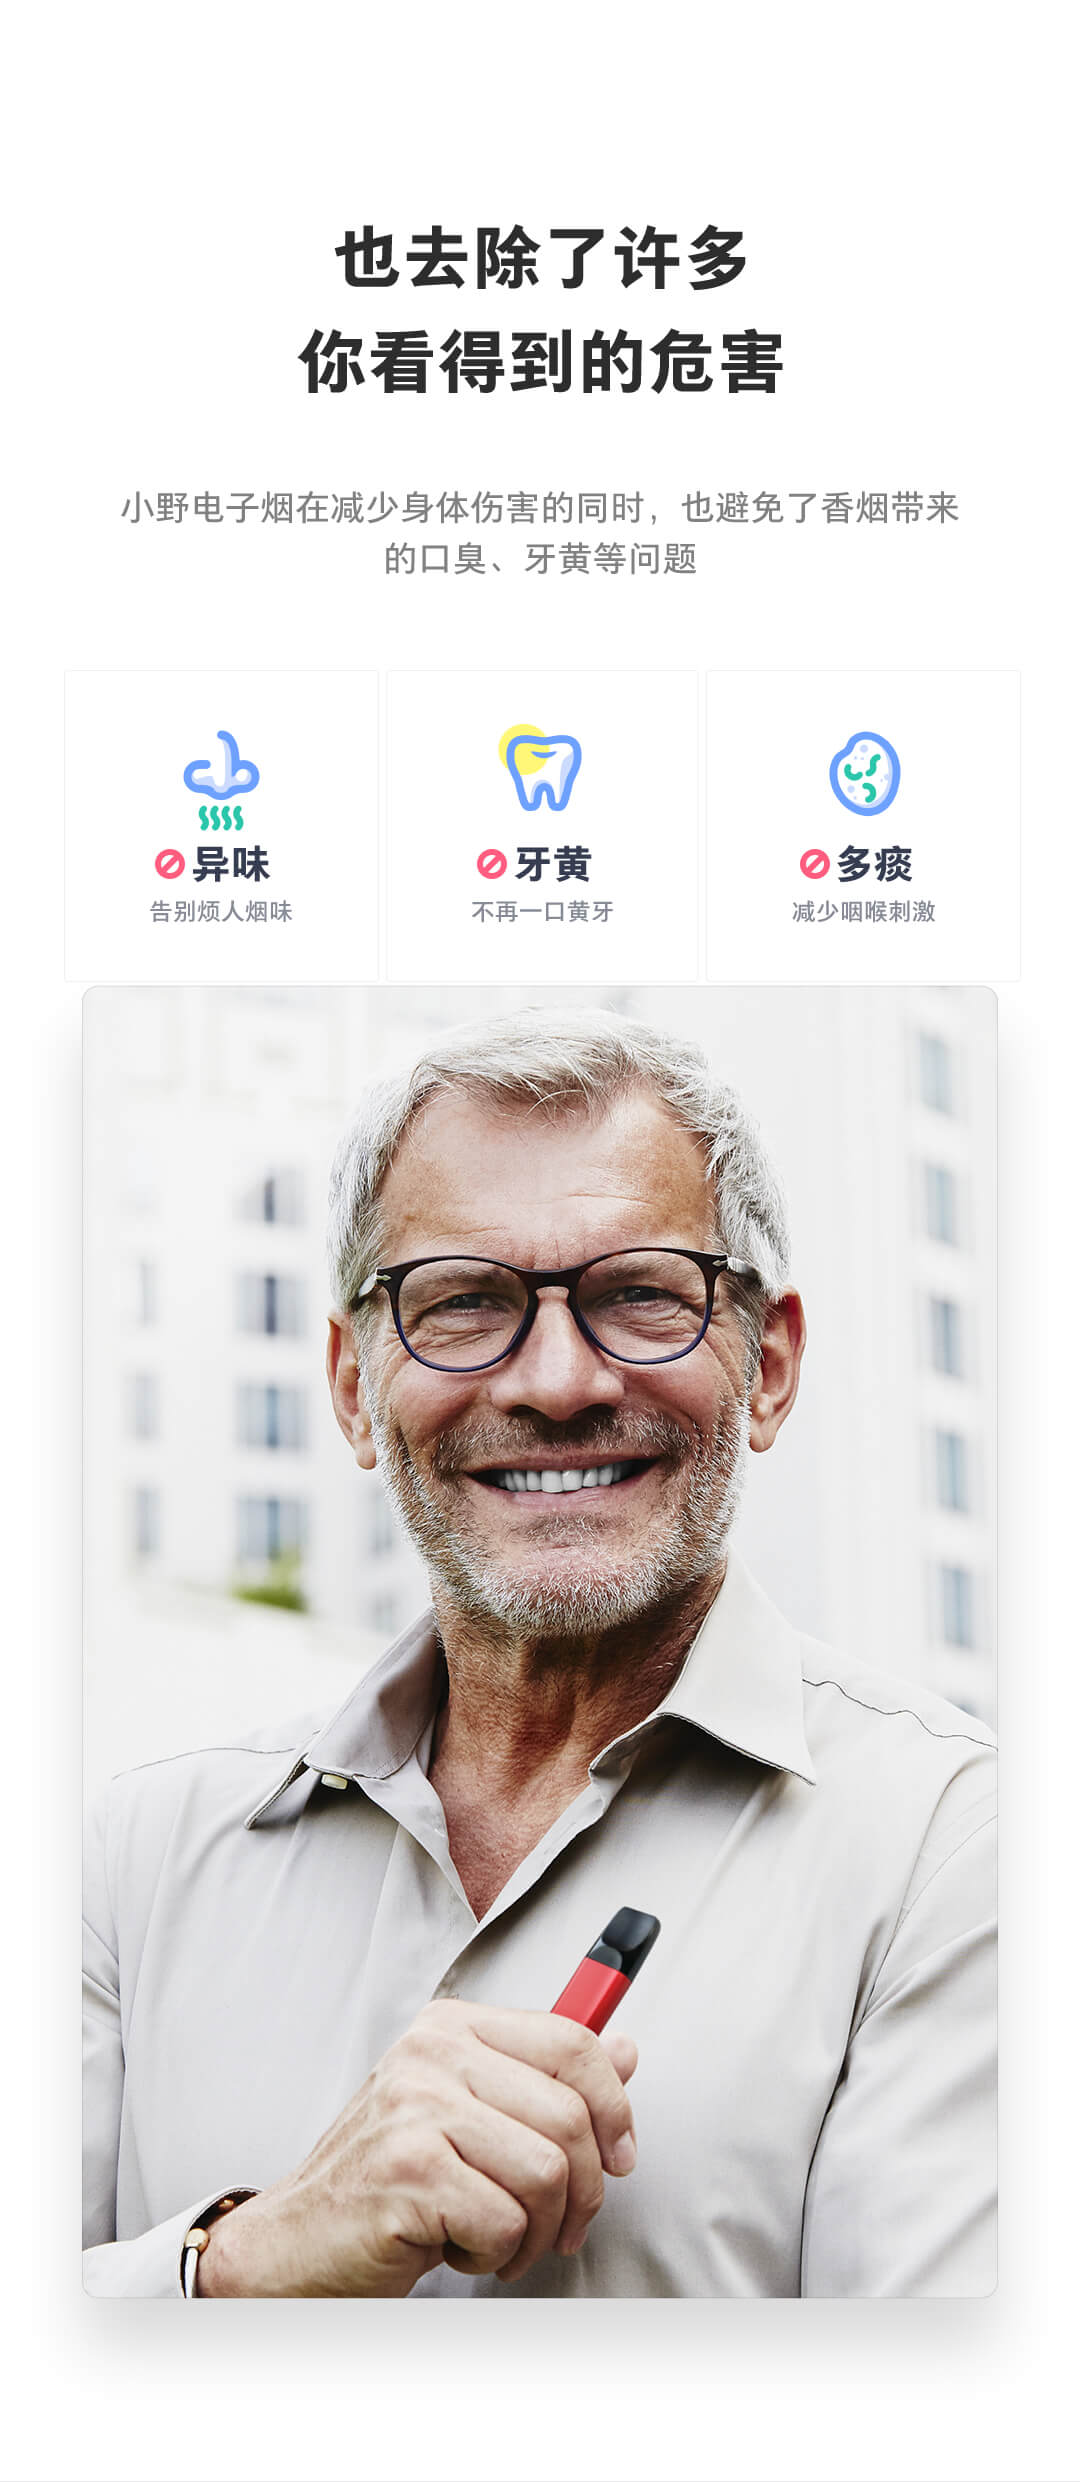 也去除了许多
你看得到的危害
小野电子烟在减少身体伤害的同时，也避免了香烟带来
的口臭、牙黄等问题
异味
告别烦人烟味
牙黄
不再一口黄牙
多痰
减少咽喉刺激